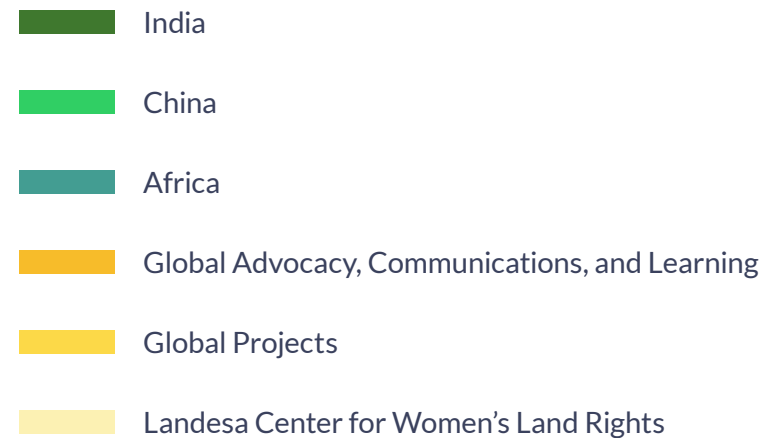 India
China
Africa
Global Advocacy, Communications, and Learning
Global Projects
Landesa Center for Women’s Land Rights